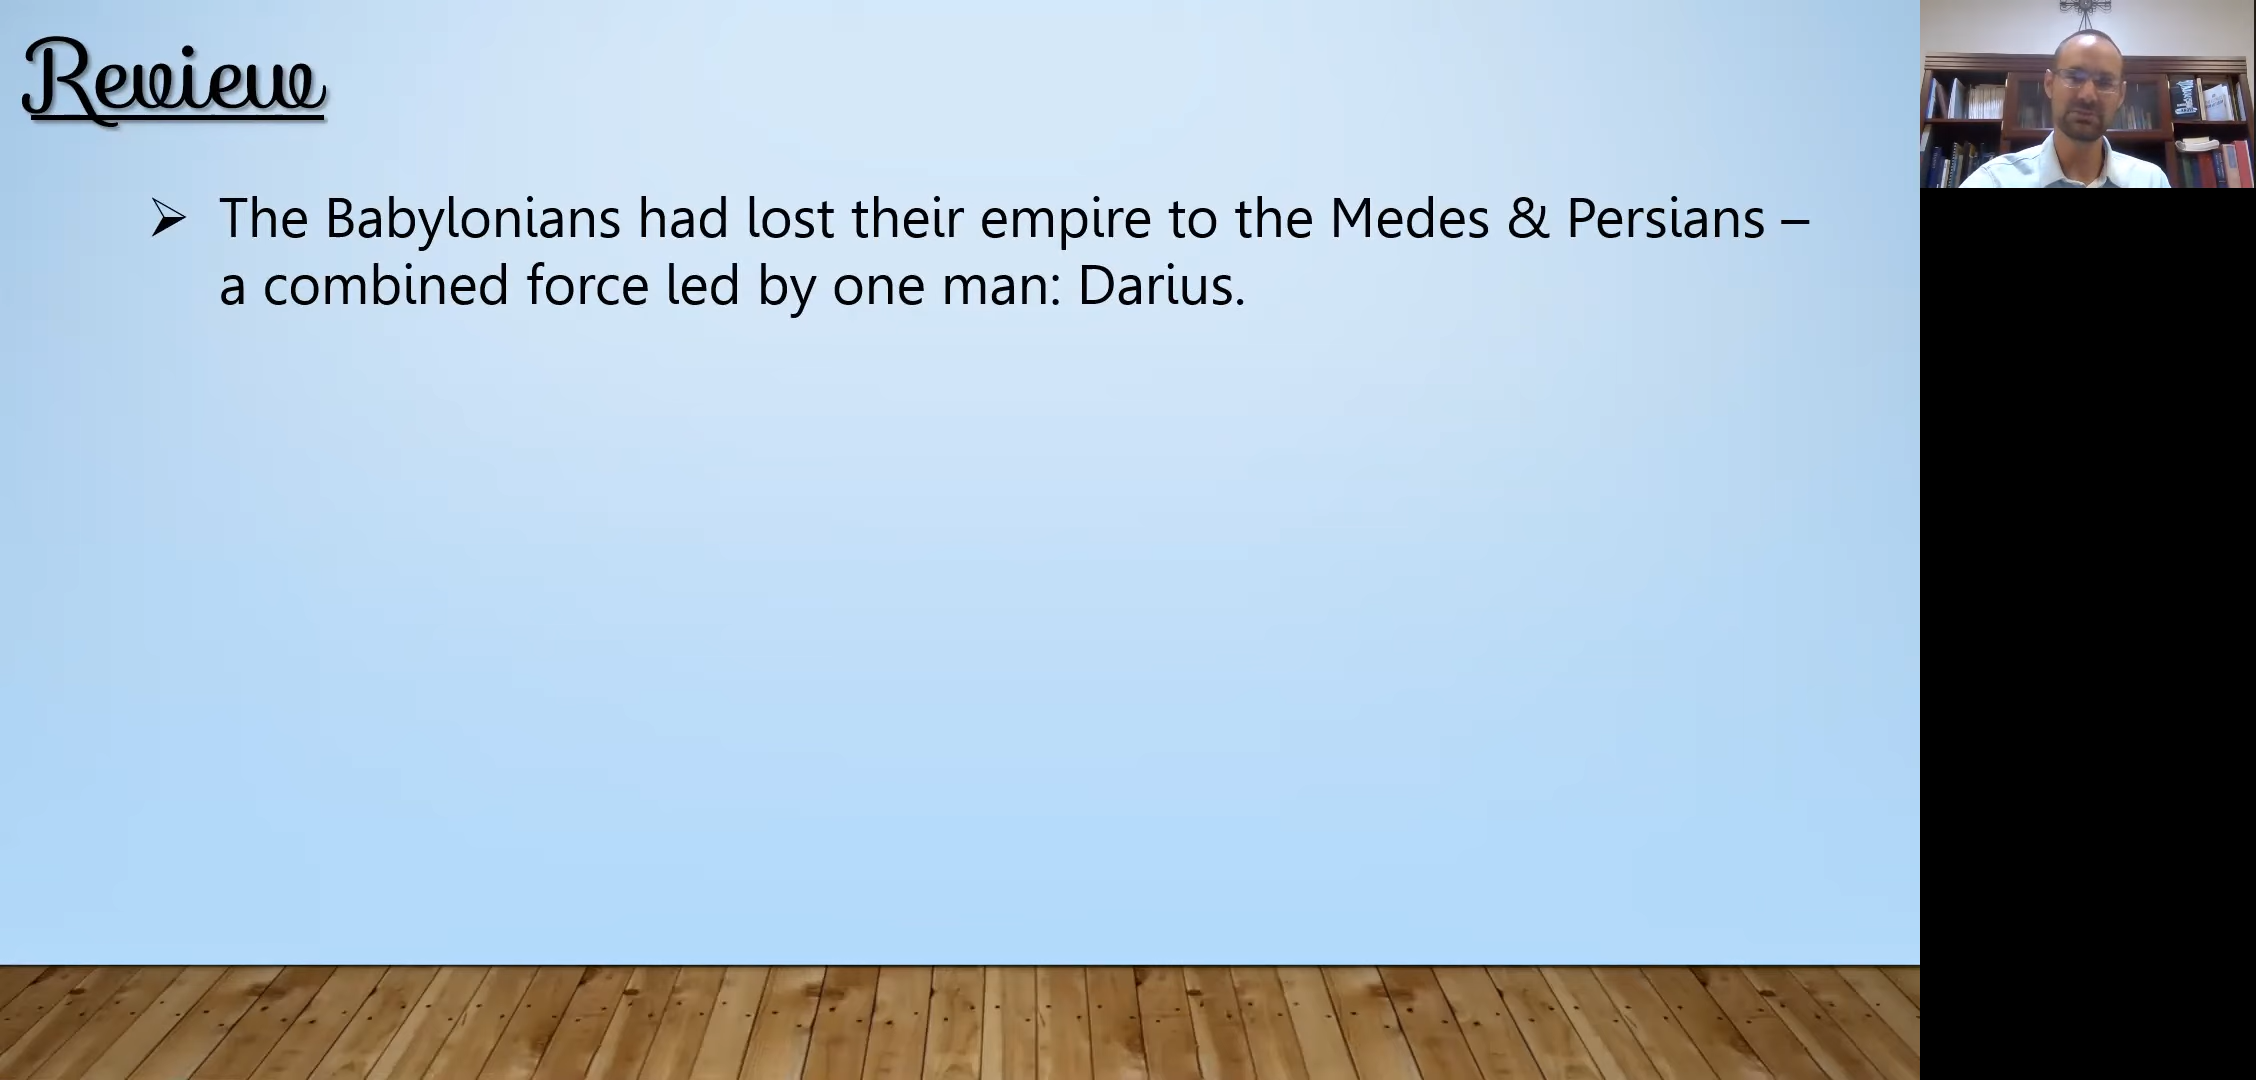 Review
➢ The Babylonians had lost their empire to the Medes & Persians –
a combined force led by one man: Darius.